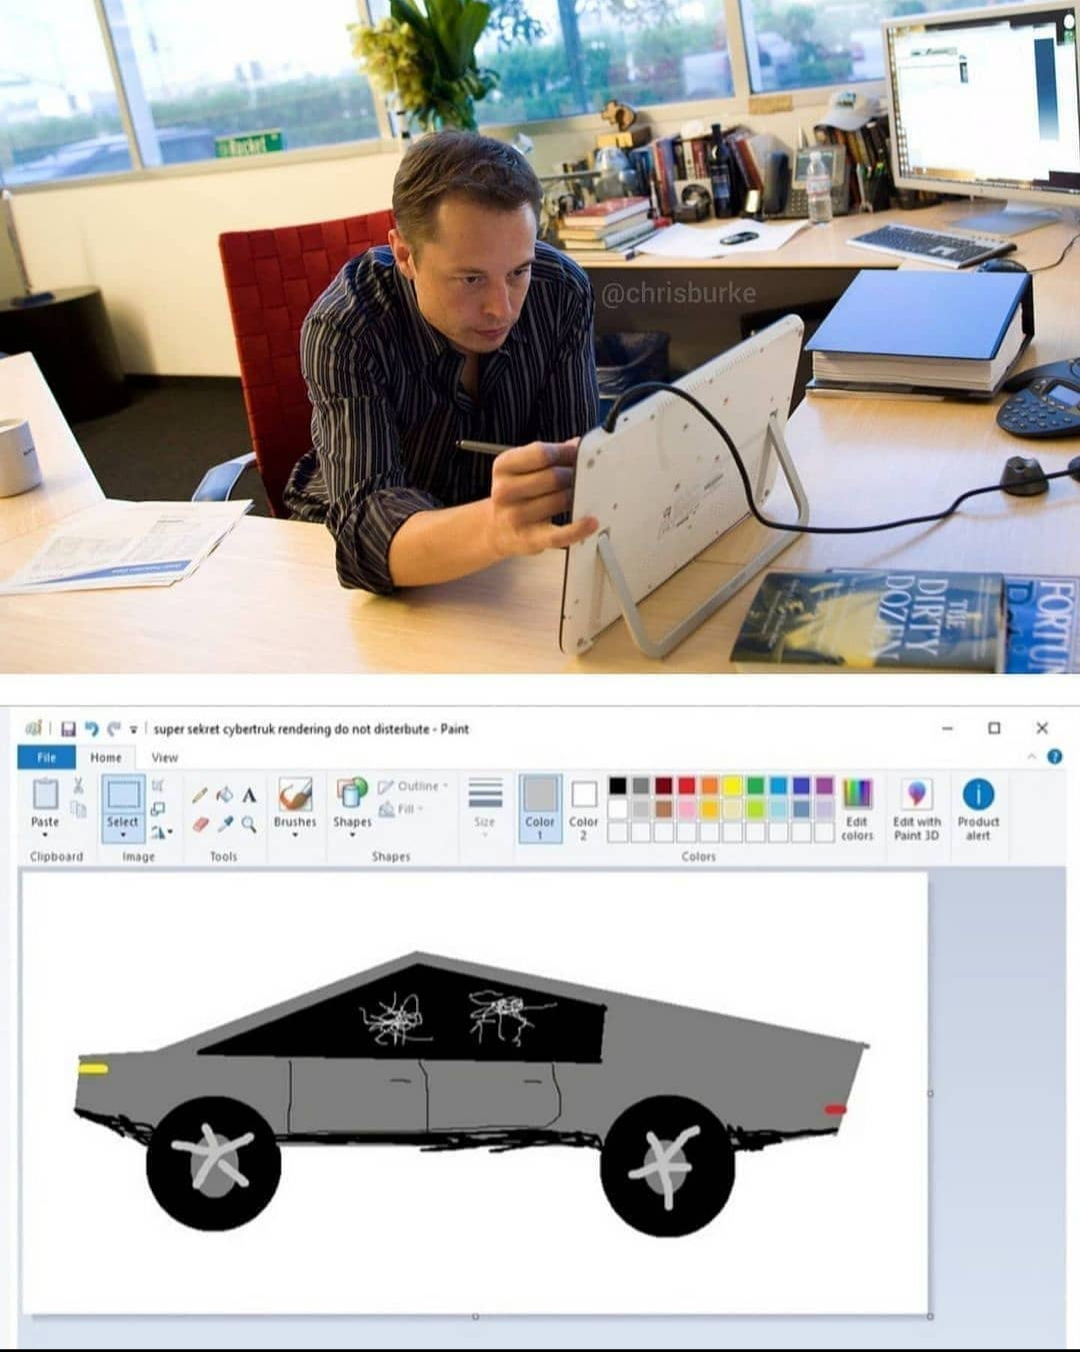 Rocket
@chrisburke
THE
DIRTY
DOZEN
FORTUN
super sekret cybertruk rendering do not disterbute - Paint
File Home View
Paste Select Brushes Shapes Outline Fill Size Color 1 Color 2 Edit colors Edit with Paint 3D Product alert
A
Clipboard Image Tools Shapes Colors